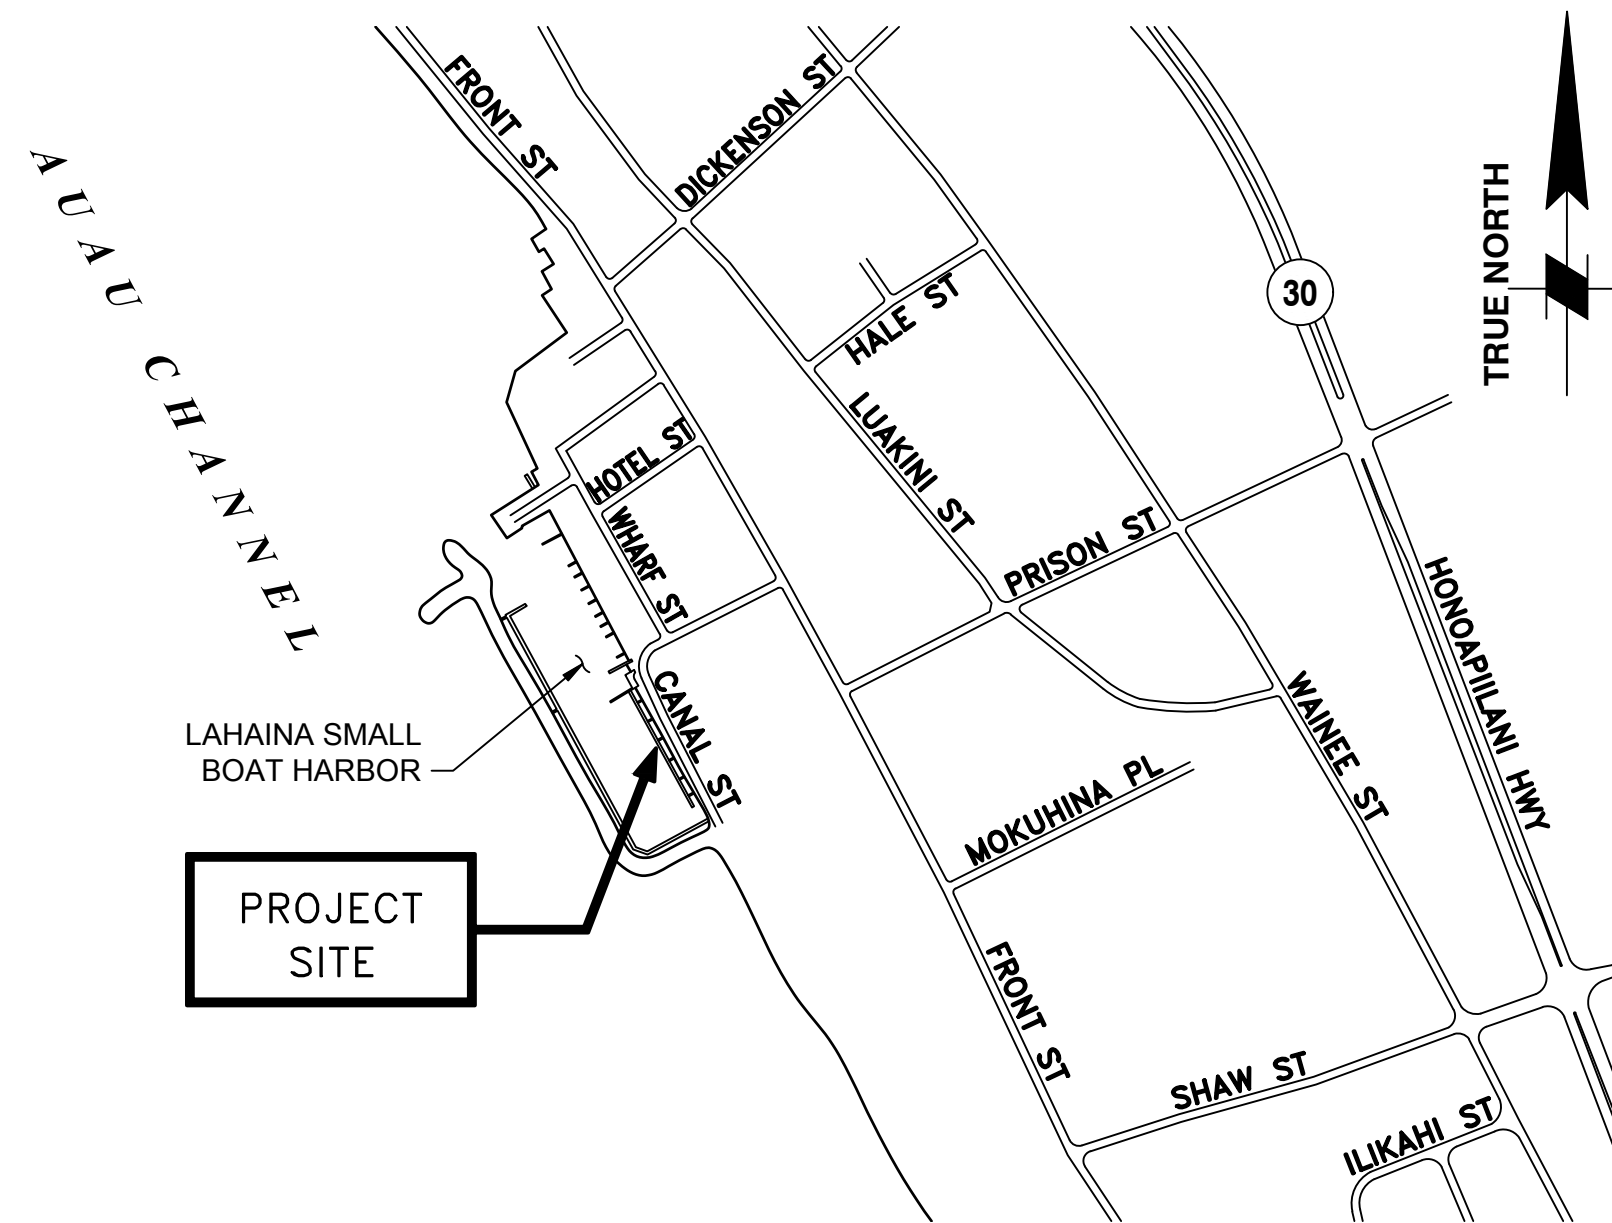 FRONT ST
DICKENSON ST
AUAU CHANNEL
TRUE NORTH
30
HALE ST
LUAKINI ST
HOTEL ST
WHARF ST
PRISON ST
HONOAPIILANI HWY
CANAL ST
WAINEE ST
LAHAINA SMALL
BOAT HARBOR
MOKUHINA PL
PROJECT
SITE
FRONT ST
SHAW ST
ILIKAHI ST